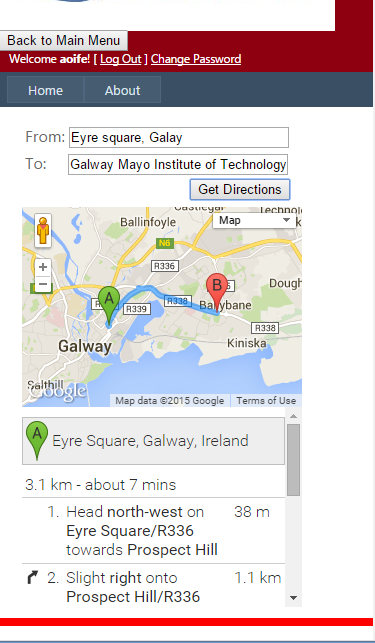 Back to Main Menu
Welcome aoife! [ Log Out ] [ Change Password
Home About
From: Eyre square, Galay
To: Galway Mayo Institute of Technology
Get Directions
Castlegar
Technolo
Ballinfoyle
Map
N6
R336
Dough
A
B
R338
Ballybane
R339
R338
Galway
Kiniska
Salthill
Google
Map data ©2015 Google Terms of Use
A Eyre Square, Galway, Ireland
3.1 km - about 7 mins
1. Head north-west on 38 m
Eyre Square/R336
towards Prospect Hill
2. Slight right onto 1.1 km
Prospect Hill/R336